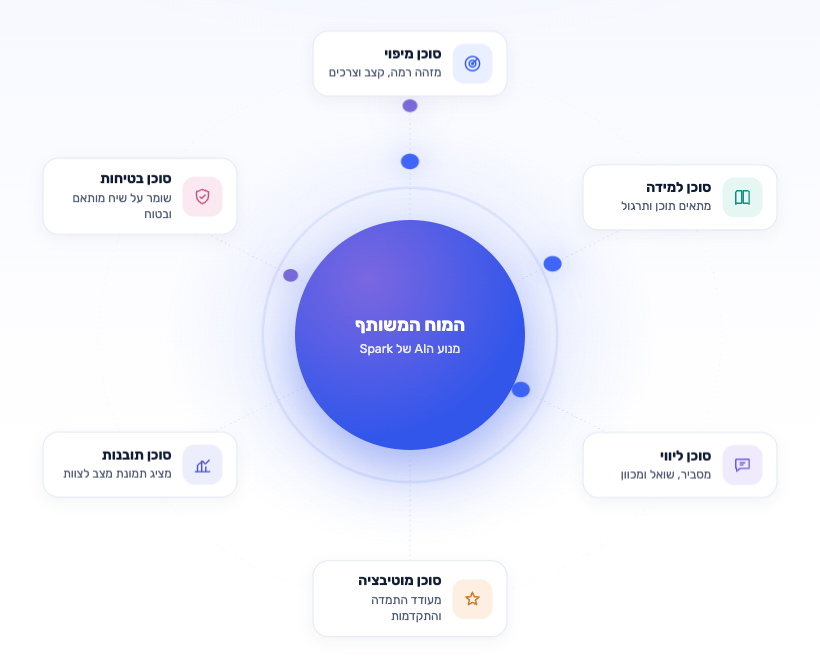 סוכן מיפוי
מזהה רמה, קצב וצרכים
סוכן למידה
מתאים תוכן ותרגול
סוכן בטיחות
שומר על שיח מותאם
ובטוח
המוח המשותף
מנוע הAI של Spark
סוכן ליווי
מסביר, שואל ומכוון
סוכן תובנות
מציג תמונת מצב לצוות
סוכן מוטיבציה
מעודד התמדה
והתקדמות